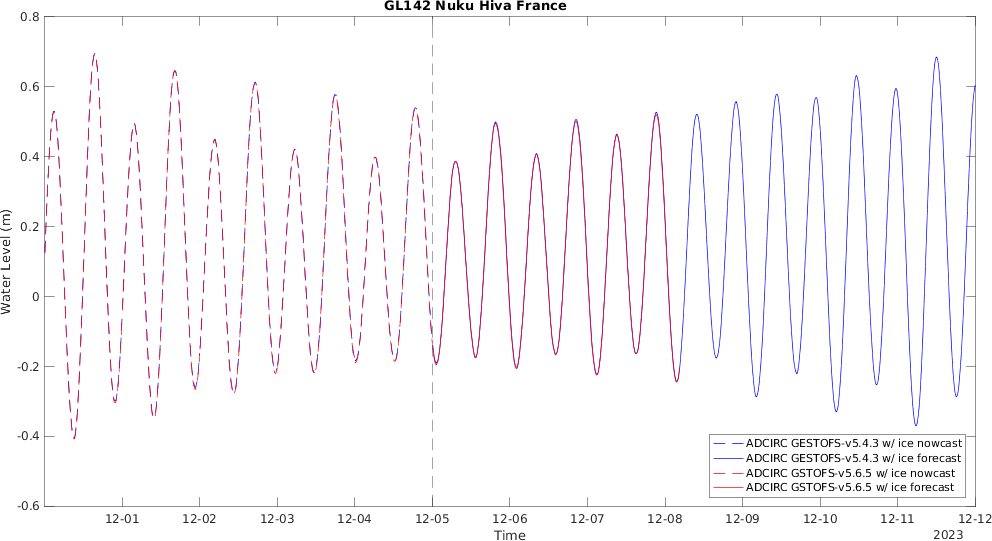 GL142 Nuku Hiva France
0.8
0.6
0.4
0.2
0
-0.2
-0.4
-0.6
Water Level (m)
12-01 12-02 12-03 12-04 12-05 12-06 12-07 12-08 12-09 12-10 12-11 12-12
Time
2023
ADCIRC GESTOFS-v5.4.3 w/ ice nowcast
ADCIRC GESTOFS-v5.4.3 w/ ice forecast
ADCIRC GSTOFS-v5.6.5 w/ ice nowcast
ADCIRC GSTOFS-v5.6.5 w/ ice forecast